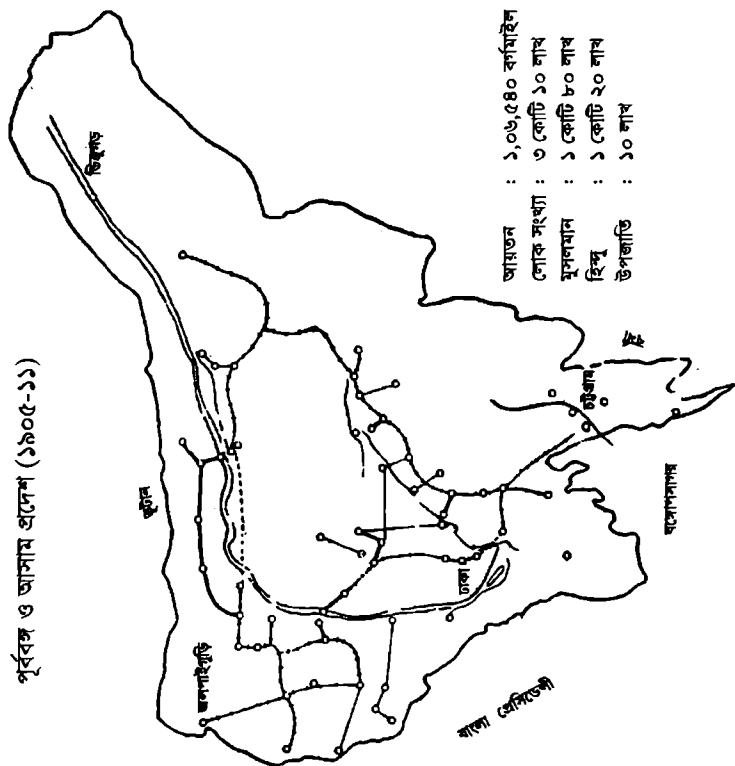 পূর্ববঙ্গ ও আসাম প্রদেশ (১৯০৫-১১)
ভুটান
ডিব্রুগড়
জলপাইগুড়ি
ঢাকা
চট্টগ্রাম
বাংলা প্রেসিডেন্সী
বঙ্গোপসাগর
আয়তন : ১,০৬,৫৪০ বর্গমাইল
লোক সংখ্যা : ৩ কোটি ১০ লাখ
মুসলমান : ১ কোটি ৮০ লাখ
হিন্দু : ১ কোটি ২০ লাখ
উপজাতি : ১০ লাখ